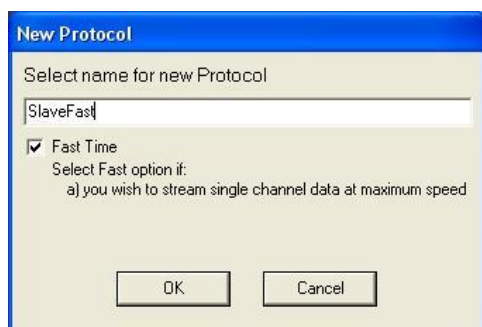 New Protocol
Select name for new Protocol
SlaveFast
Fast Time
Select Fast option if:
a) you wish to stream single channel data at maximum speed
OK
Cancel